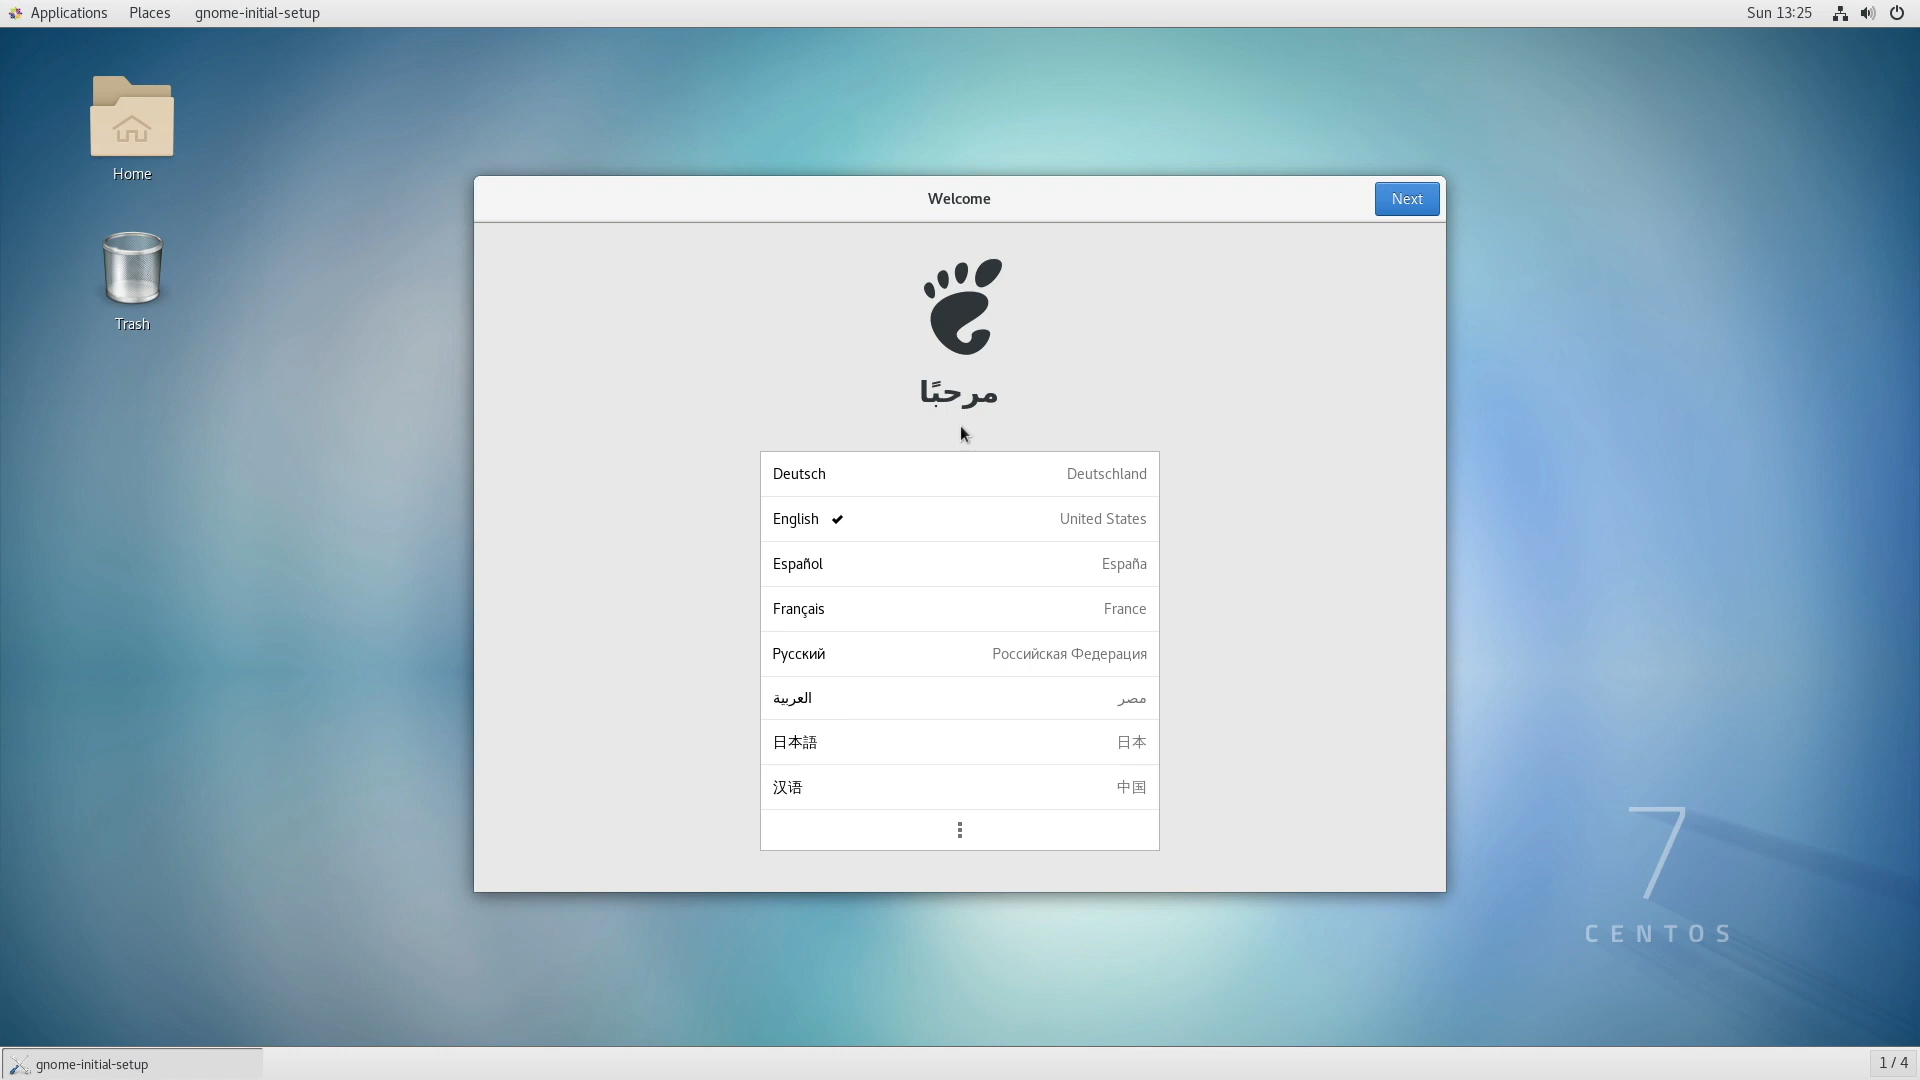 Applications Places gnome-initial-setup Sun 13:25
Home
Trash
Welcome Next
مرحبًا
Deutsch Deutschland
English United States
Español España
Français France
Русский Российская Федерация
العربية مصر
日本語 日本
汉语 中国
7
CENTOS
gnome-initial-setup 1 / 4